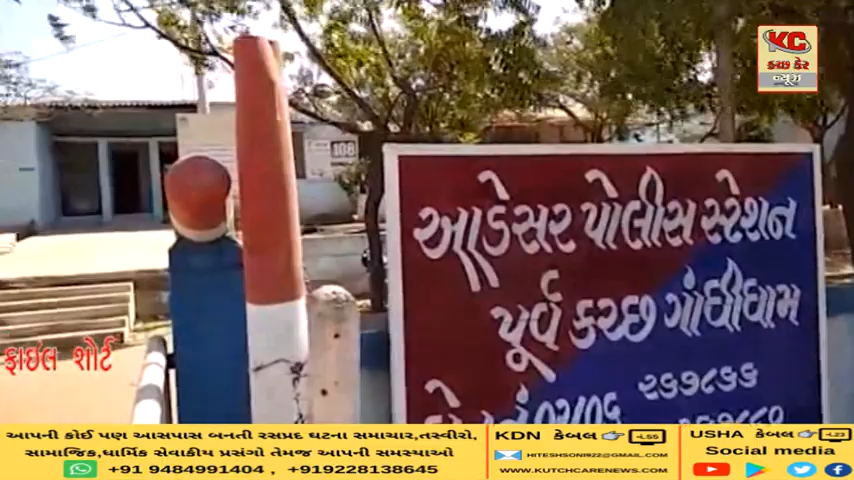 KC
કચ્છ કેર
ન્યૂઝ
108
આડેસર પોલીસ સ્ટેશન
પૂર્વ કચ્છ ગાંધીધામ
ફાઇલ શોર્ટ
આપની કોઈ પણ આસપાસ બનતી રસપ્રદ ઘટના સમાચાર,તસ્વીરો,
સામાજિક,ધાર્મિક સેવાકીય પ્રસંગો તેમજ આપની સમસ્યાઓ
+91 9484991404 , +919228138645
KDN કેબલ
HITESHSONI922@GMAIL.COM
WWW.KUTCHCARENEWS.COM
USHA કેબલ
Social media